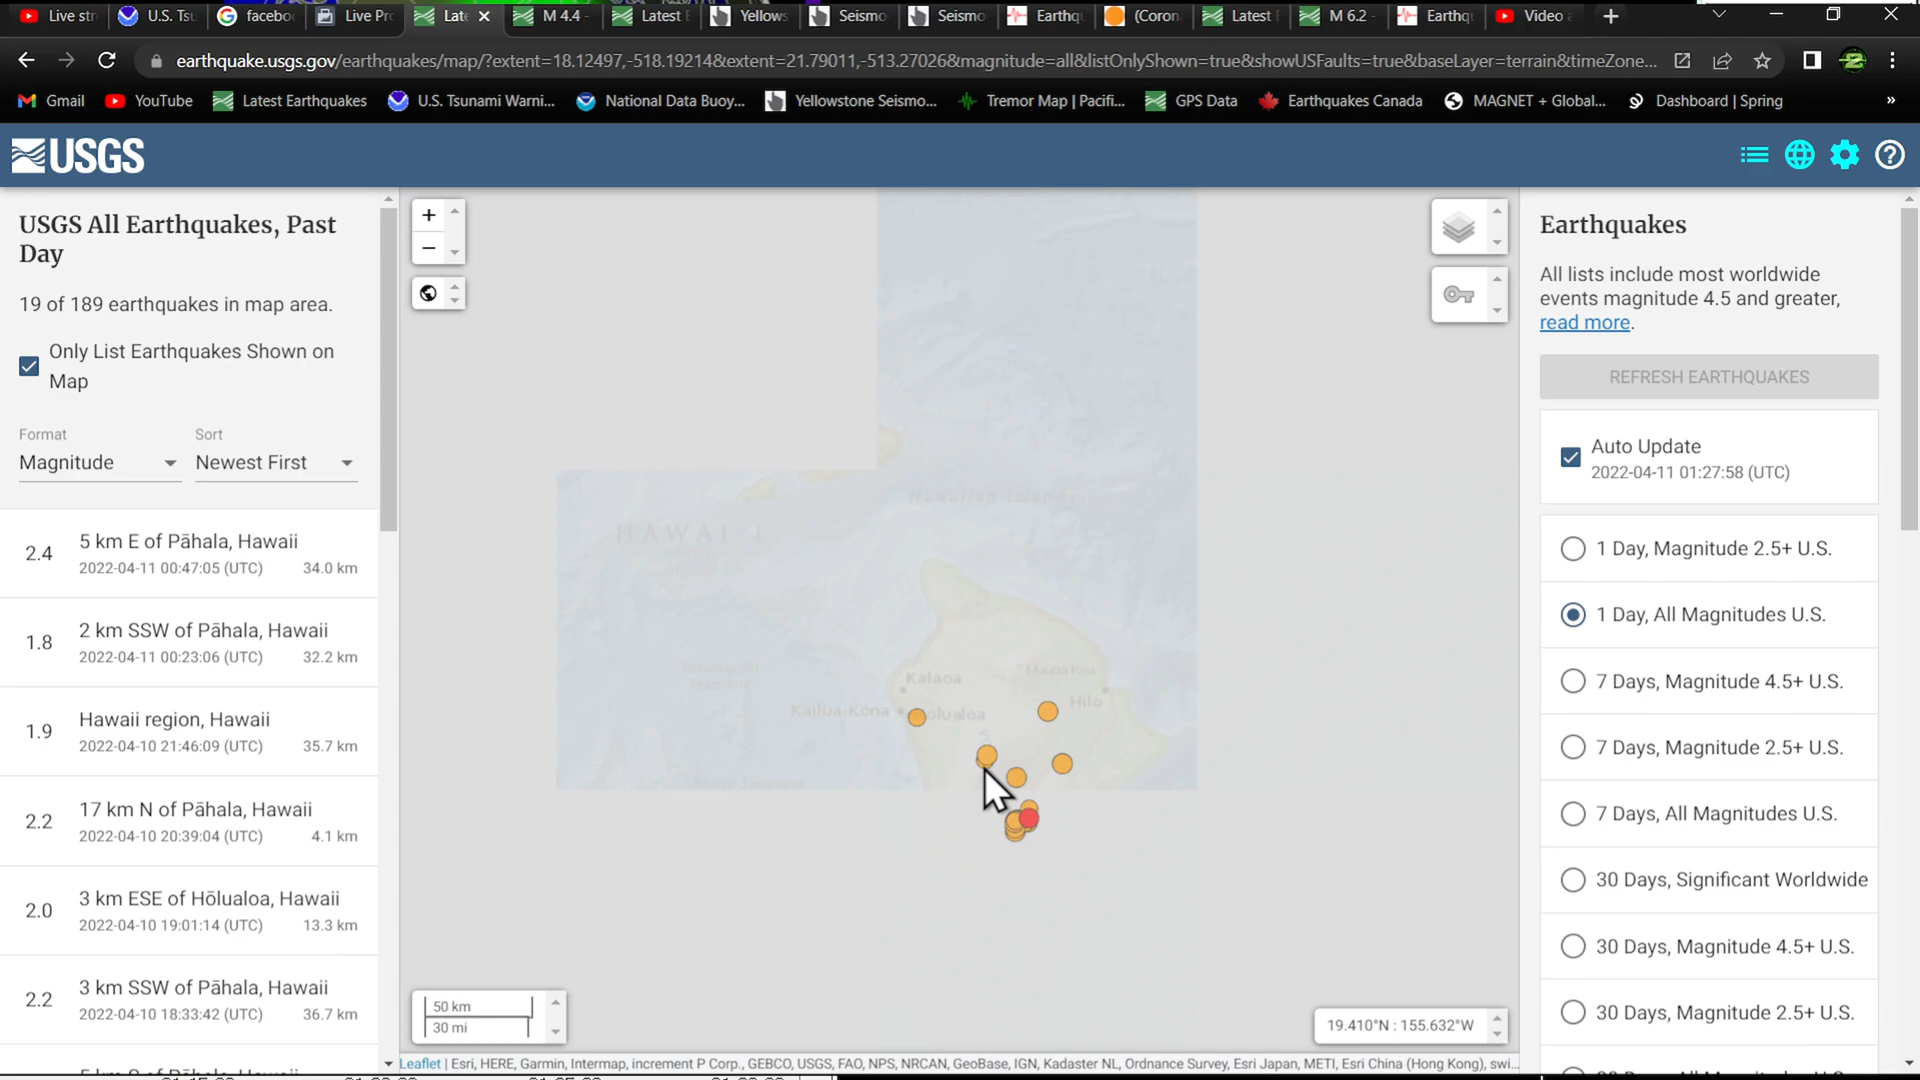 Live str
U.S. Tsu
faceboo
Live Pro
Late
M 4.4 -
Latest E
Yellows
Seismo
Seismo
Earthqu
(Corona
Latest E
M 6.2 -
Earthqu
Video a
earthquake.usgs.gov/earthquakes/map/?extent=18.12497,-518.19214&extent=21.79011,-513.27026&magnitude=all&listOnlyShown=true&showUSFaults=true&baseLayer=terrain&timeZone...
Gmail
YouTube
Latest Earthquakes
U.S. Tsunami Warni...
National Data Buoy...
Yellowstone Seismo...
Tremor Map | Pacifi...
GPS Data
Earthquakes Canada
MAGNET + Global...
Dashboard | Spring
»
USGS
USGS All Earthquakes, Past
Day
19 of 189 earthquakes in map area.
Only List Earthquakes Shown on
Map
Format
Sort
Magnitude
Newest First
2.4
5 km E of Pāhala, Hawaii
2022-04-11 00:47:05 (UTC)
34.0 km
1.8
2 km SSW of Pāhala, Hawaii
2022-04-11 00:23:06 (UTC)
32.2 km
1.9
Hawaii region, Hawaii
2022-04-10 21:46:09 (UTC)
35.7 km
2.2
17 km N of Pāhala, Hawaii
2022-04-10 20:39:04 (UTC)
4.1 km
2.0
3 km ESE of Hōlualoa, Hawaii
2022-04-10 19:01:14 (UTC)
13.3 km
2.2
3 km SSW of Pāhala, Hawaii
2022-04-10 18:33:42 (UTC)
36.7 km
+
−
Hawaiian Islands
HAWAI'I
Kalaoa
Mauna Kea
Hilo
Kailua-Kona
olualoa
50 km
30 mi
19.410°N : 155.632°W
Leaflet | Esri, HERE, Garmin, Intermap, increment P Corp., GEBCO, USGS, FAO, NPS, NRCAN, GeoBase, IGN, Kadaster NL, Ordnance Survey, Esri Japan, METI, Esri China (Hong Kong), swi...
Earthquakes
All lists include most worldwide
events magnitude 4.5 and greater,
read more.
REFRESH EARTHQUAKES
Auto Update
2022-04-11 01:27:58 (UTC)
1 Day, Magnitude 2.5+ U.S.
1 Day, All Magnitudes U.S.
7 Days, Magnitude 4.5+ U.S.
7 Days, Magnitude 2.5+ U.S.
7 Days, All Magnitudes U.S.
30 Days, Significant Worldwide
30 Days, Magnitude 4.5+ U.S.
30 Days, Magnitude 2.5+ U.S.